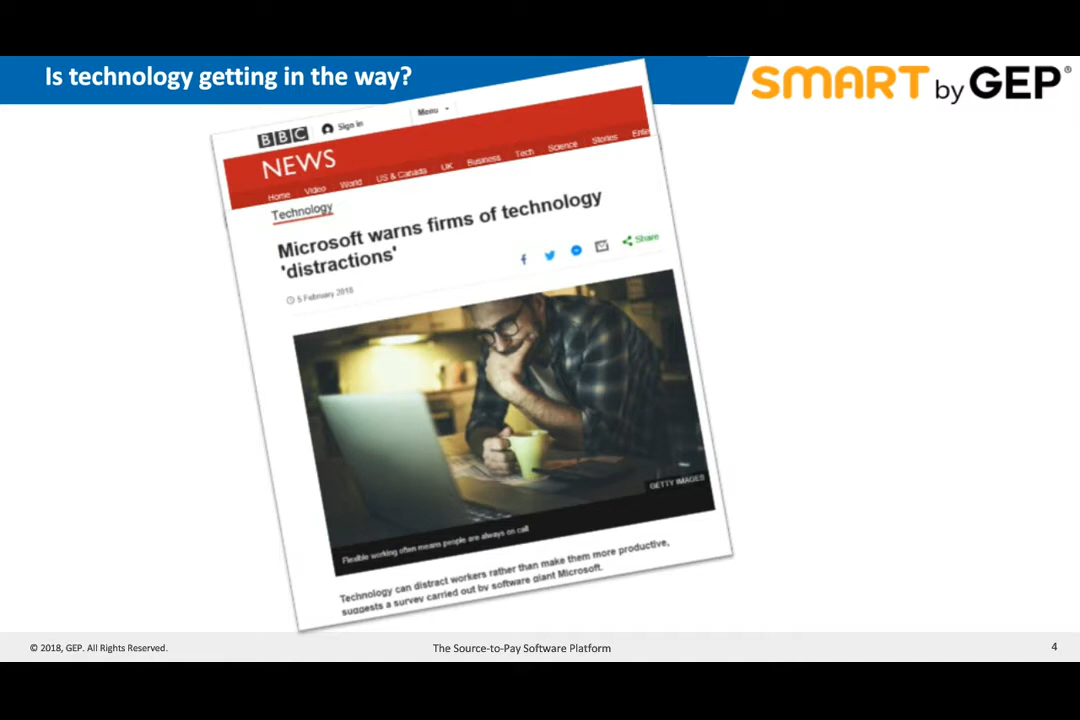 Is technology getting in the way?
SMART by GEP®
BBC Sign in Menu
NEWS
Home Video World US & Canada UK Business Tech Science Stories
Technology
Microsoft warns firms of technology
'distractions'
5 February 2018
Share
GETTY IMAGES
Flexible working often means people are always on call
Technology can distract workers rather than make them more productive,
suggests a survey carried out by software giant Microsoft.
© 2018, GEP. All Rights Reserved.
The Source-to-Pay Software Platform
4